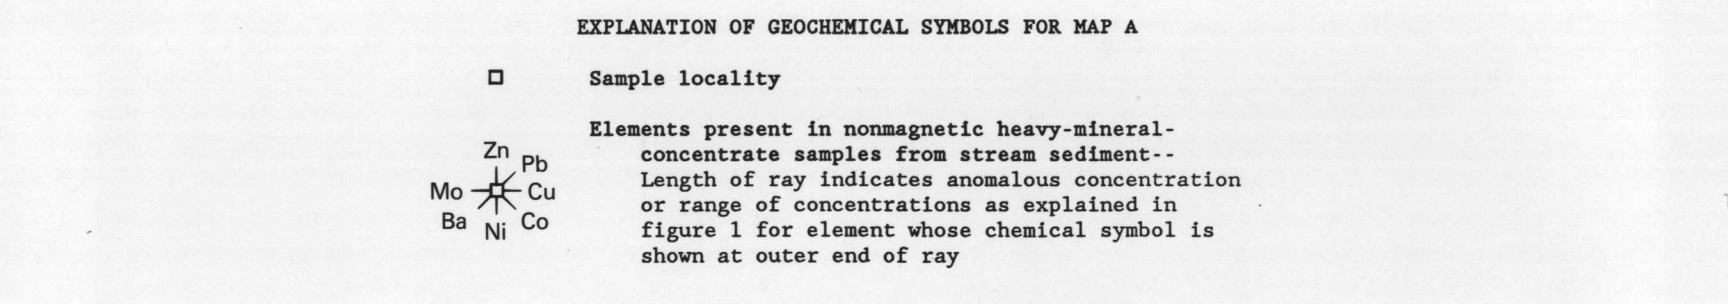 EXPLANATION OF GEOCHEMICAL SYMBOLS FOR MAP A
Sample locality
Elements present in nonmagnetic heavy-mineral-
concentrate samples from stream sediment--
Length of ray indicates anomalous concentration
or range of concentrations as explained in
figure 1 for element whose chemical symbol is
shown at outer end of ray
Zn
Pb
Mo
Cu
Ba
Ni
Co